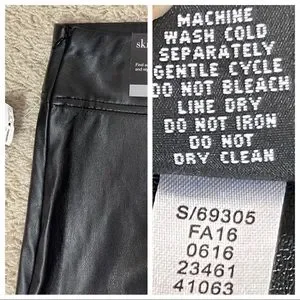 MACHINE
WASH COLD
SEPARATELY
GENTLE CYCLE
DO NOT BLEACH
LINE DRY
DO NOT IRON
DO NOT
DRY CLEAN
S/69305
FA16
0616
23461
41063